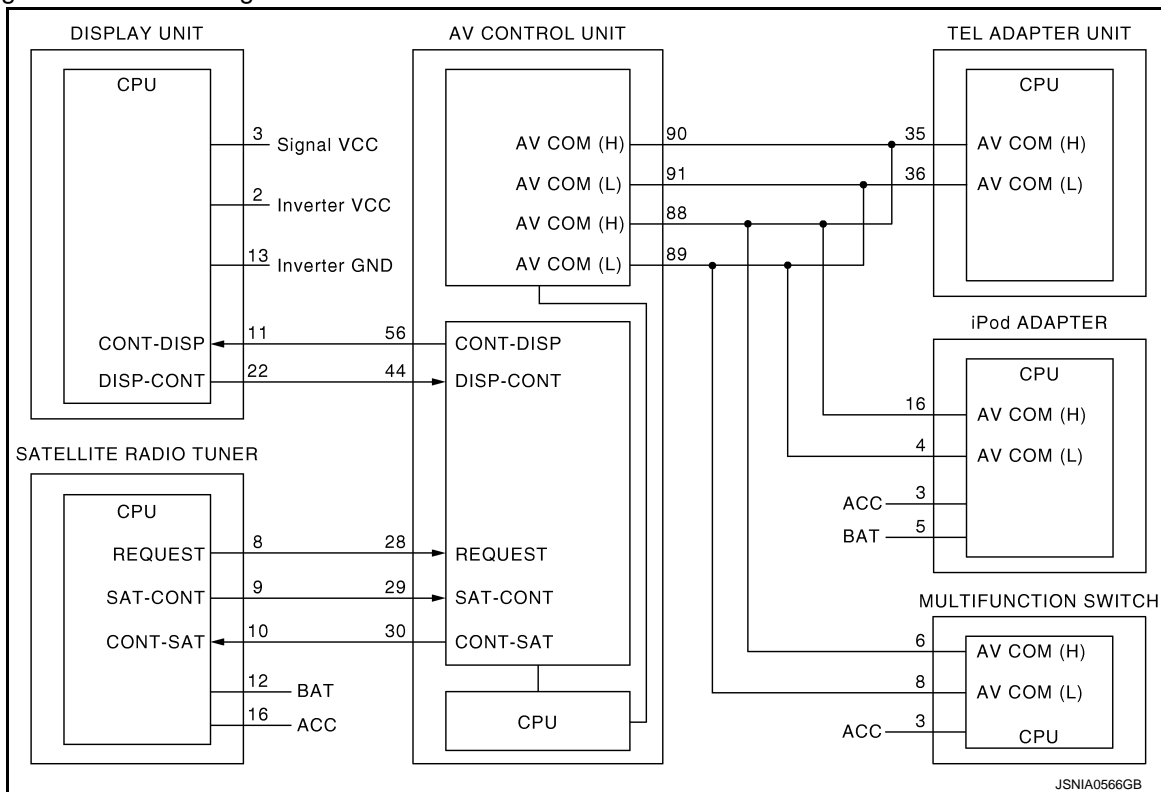 DISPLAY UNIT
CPU
3 Signal VCC
2 Inverter VCC
13 Inverter GND
CONT-DISP 11
DISP-CONT 22
SATELLITE RADIO TUNER
CPU
REQUEST 8
SAT-CONT 9
CONT-SAT 10
12 BAT
16 ACC
AV CONTROL UNIT
AV COM (H) 90
AV COM (L) 91
AV COM (H) 88
AV COM (L) 89
56 CONT-DISP
44 DISP-CONT
28 REQUEST
29 SAT-CONT
30 CONT-SAT
CPU
TEL ADAPTER UNIT
CPU
35 AV COM (H)
36 AV COM (L)
iPod ADAPTER
CPU
16 AV COM (H)
4 AV COM (L)
ACC 3
BAT 5
MULTIFUNCTION SWITCH
6 AV COM (H)
8 AV COM (L)
ACC 3
CPU
JSNIA0566GB